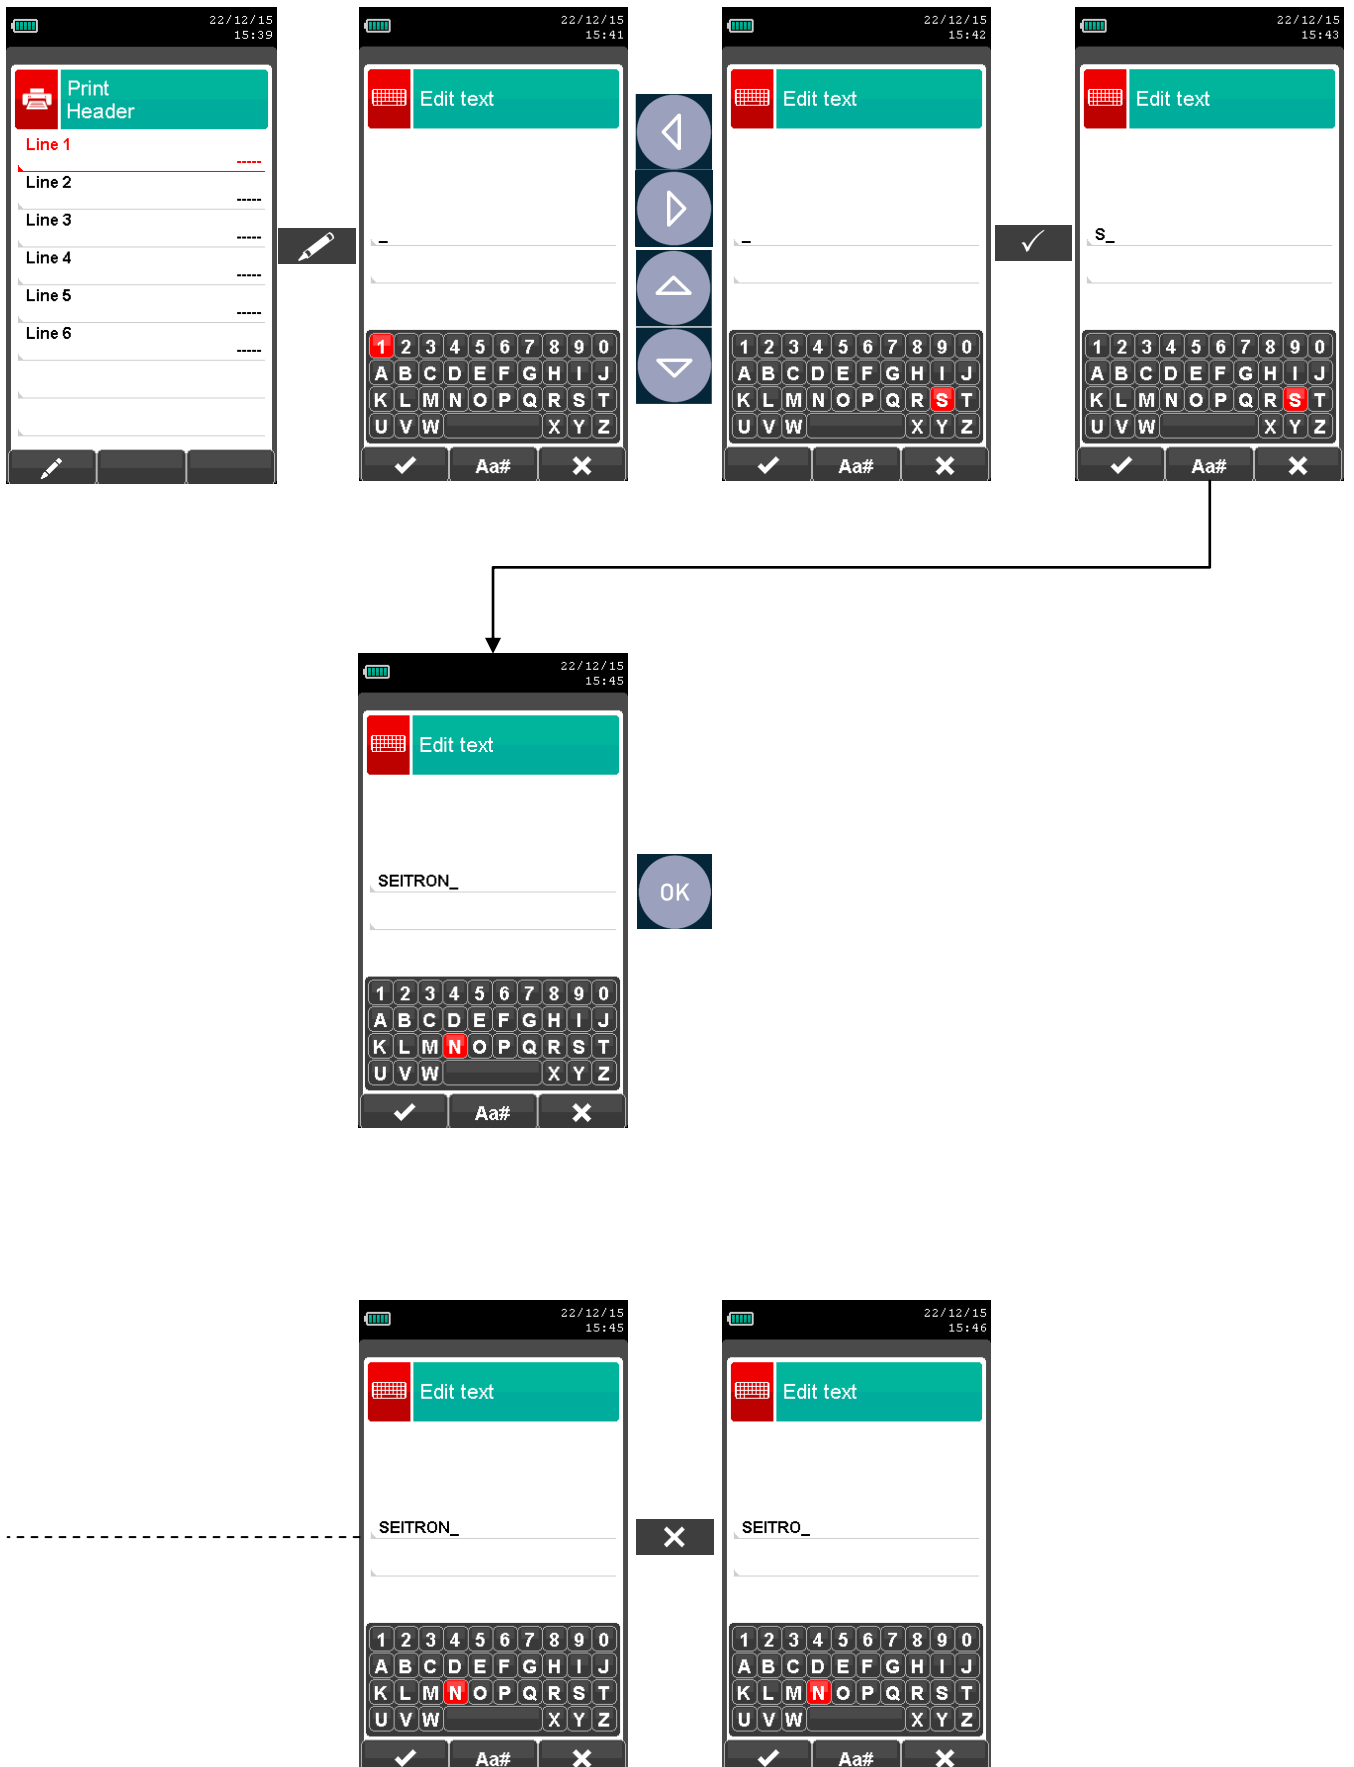 22/12/15
15:39
Print
Header
Line 1
-----
Line 2
-----
Line 3
-----
Line 4
-----
Line 5
-----
Line 6
-----
22/12/15
15:41
Edit text
_
1 2 3 4 5 6 7 8 9 0
A B C D E F G H I J
K L M N O P Q R S T
U V W X Y Z
Aa#
22/12/15
15:42
Edit text
_
1 2 3 4 5 6 7 8 9 0
A B C D E F G H I J
K L M N O P Q R S T
U V W X Y Z
Aa#
22/12/15
15:43
Edit text
S_
1 2 3 4 5 6 7 8 9 0
A B C D E F G H I J
K L M N O P Q R S T
U V W X Y Z
Aa#
22/12/15
15:45
Edit text
SEITRON_
1 2 3 4 5 6 7 8 9 0
A B C D E F G H I J
K L M N O P Q R S T
U V W X Y Z
Aa#
OK
22/12/15
15:45
Edit text
SEITRON_
1 2 3 4 5 6 7 8 9 0
A B C D E F G H I J
K L M N O P Q R S T
U V W X Y Z
Aa#
22/12/15
15:46
Edit text
SEITRO_
1 2 3 4 5 6 7 8 9 0
A B C D E F G H I J
K L M N O P Q R S T
U V W X Y Z
Aa#